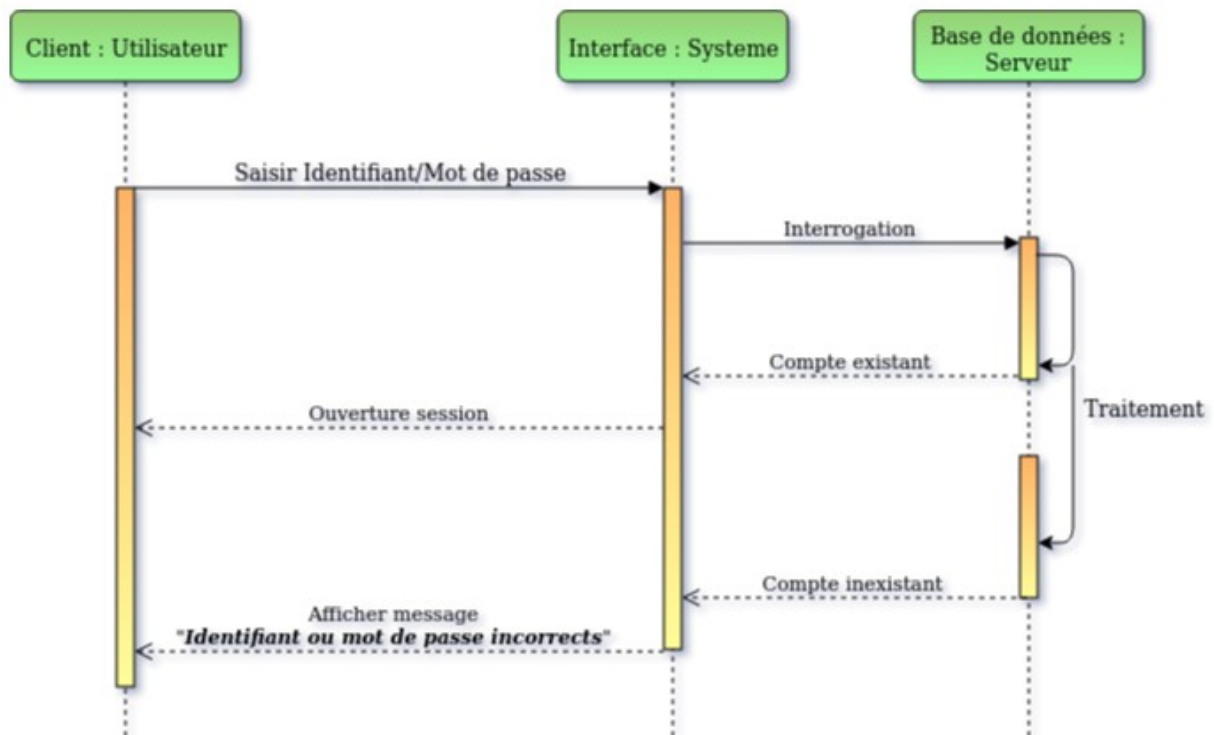 Client : Utilisateur
Interface : Systeme
Base de données :
Serveur
Saisir Identifiant/Mot de passe
Interrogation
Compte existant
Ouverture session
Traitement
Compte inexistant
Afficher message
"Identifiant ou mot de passe incorrects"